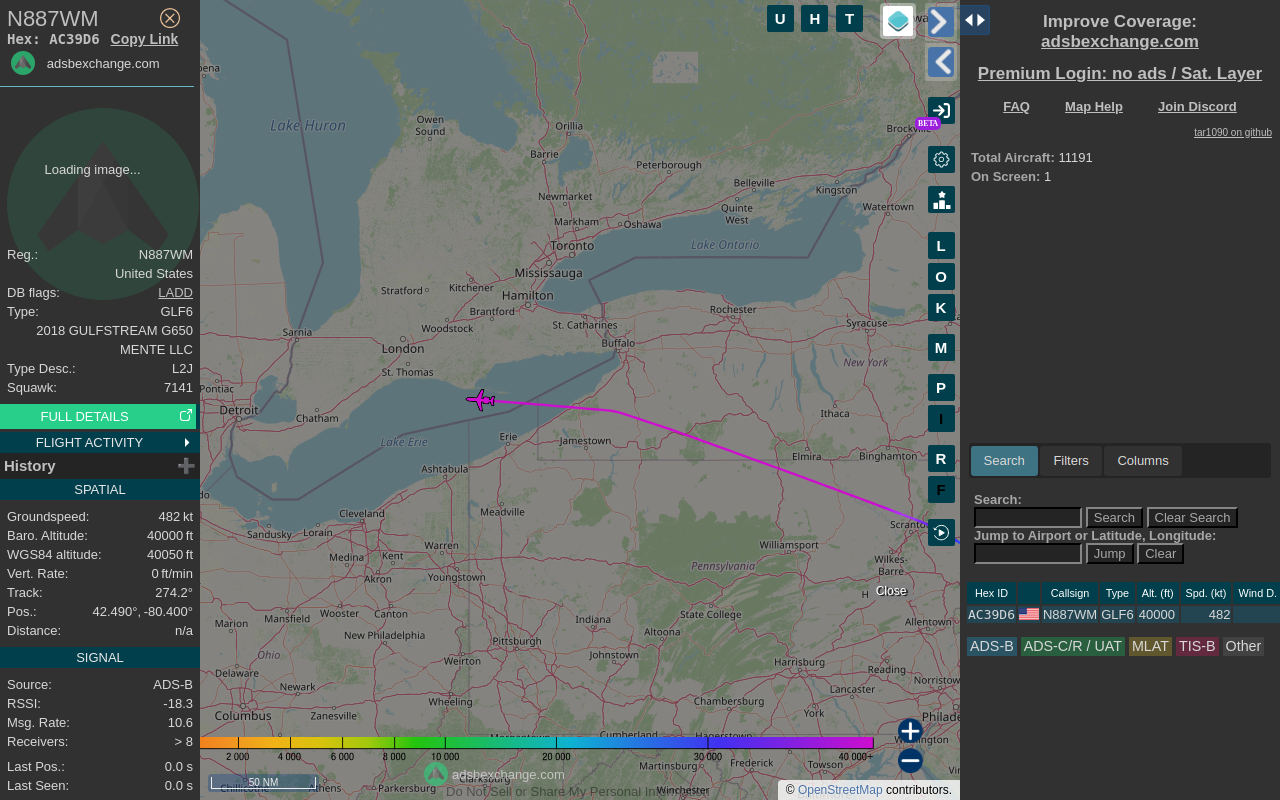 N887WM
Hex: AC39D6 Copy Link
adsbexchange.com
Loading image...
Reg.: N887WM
United States
DB flags: LADD
Type: GLF6
2018 GULFSTREAM G650
MENTE LLC
Type Desc.: L2J
Squawk: 7141
FULL DETAILS
FLIGHT ACTIVITY
History
SPATIAL
Groundspeed: 482 kt
Baro. Altitude: 40000 ft
WGS84 altitude: 40050 ft
Vert. Rate: 0 ft/min
Track: 274.2°
Pos.: 42.490°, -80.400°
Distance: n/a
SIGNAL
Source: ADS-B
RSSI: -18.3
Msg. Rate: 10.6
Receivers: > 8
Last Pos.: 0.0 s
Last Seen: 0.0 s
U H T
BETA
L
O
K
M
P
I
R
F
Lake Huron
Owen
Sound
Orillia
Barrie
Brockville
Peterborough
Belleville
Kingston
Newmarket
Quinte
West
Watertown
Markham
Oshawa
Toronto
Lake Ontario
Mississauga
Stratford
Kitchener
Hamilton
Brantford
Rochester
Sarnia
Woodstock
St. Catharines
Syracuse
London
Buffalo
New York
St. Thomas
Pontiac
Detroit
Chatham
Ithaca
Lake Erie
Erie
Jamestown
Elmira
Binghamton
Ashtabula
Cleveland
Meadville
Scranton
Sandusky
Lorain
Warren
Williamsport
Medina
Kent
Wilkes-
Barre
Akron
Youngstown
Pennsylvania
Close
Marion
Mansfield
Wooster
Canton
Indiana
State College
Allentown
New Philadelphia
Altoona
Pittsburgh
Ohio
Weirton
Johnstown
Harrisburg
Reading
Delaware
Newark
Lancaster
Norristown
Wheeling
Chambersburg
Columbus
Zanesville
York
Cumberland
Hagerstown
2 000 4 000 6 000 8 000 10 000 20 000 30 000 40 000+
Martinsburg
Frederick
Towson
50 NM
adsbexchange.com
Clarksburg
Chillicothe
Athens
Parkersburg
Do Not Sell or Share My Personal Information
Winchester
© OpenStreetMap contributors.
Improve Coverage:
adsbexchange.com
Premium Login: no ads / Sat. Layer
FAQ Map Help Join Discord
tar1090 on github
Total Aircraft: 11191
On Screen: 1
Search Filters Columns
Search:
Search Clear Search
Jump to Airport or Latitude, Longitude:
Jump Clear
Hex ID Callsign Type Alt. (ft) Spd. (kt) Wind D.
AC39D6 N887WM GLF6 40000 482
ADS-B ADS-C/R / UAT MLAT TIS-B Other